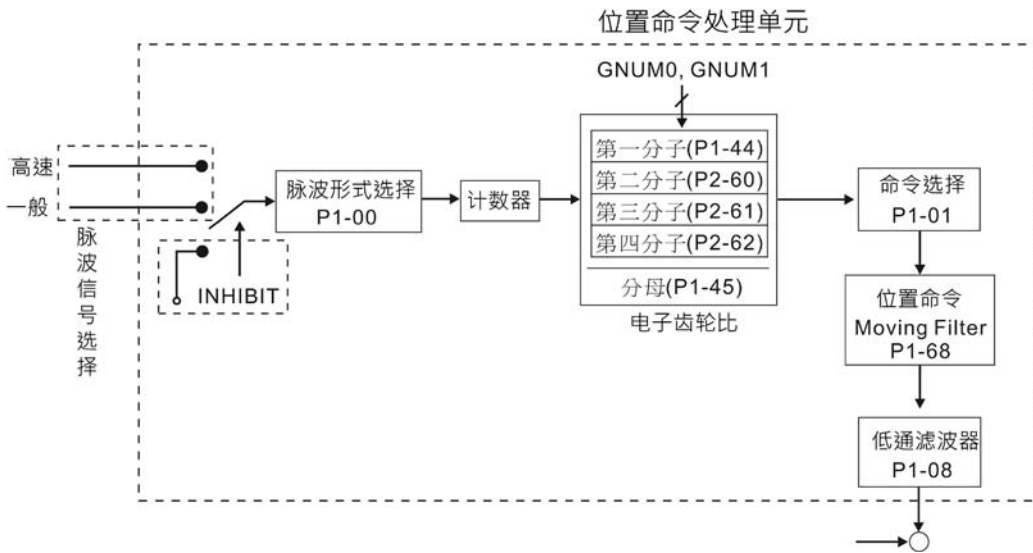 位置命令处理单元
GNUM0, GNUM1
高速
一般
脉波信号选择
INHIBIT
脉波形式选择
P1-00
计数器
第一分子(P1-44)
第二分子(P2-60)
第三分子(P2-61)
第四分子(P2-62)
分母(P1-45)
电子齿轮比
命令选择
P1-01
位置命令
Moving Filter
P1-68
低通滤波器
P1-08